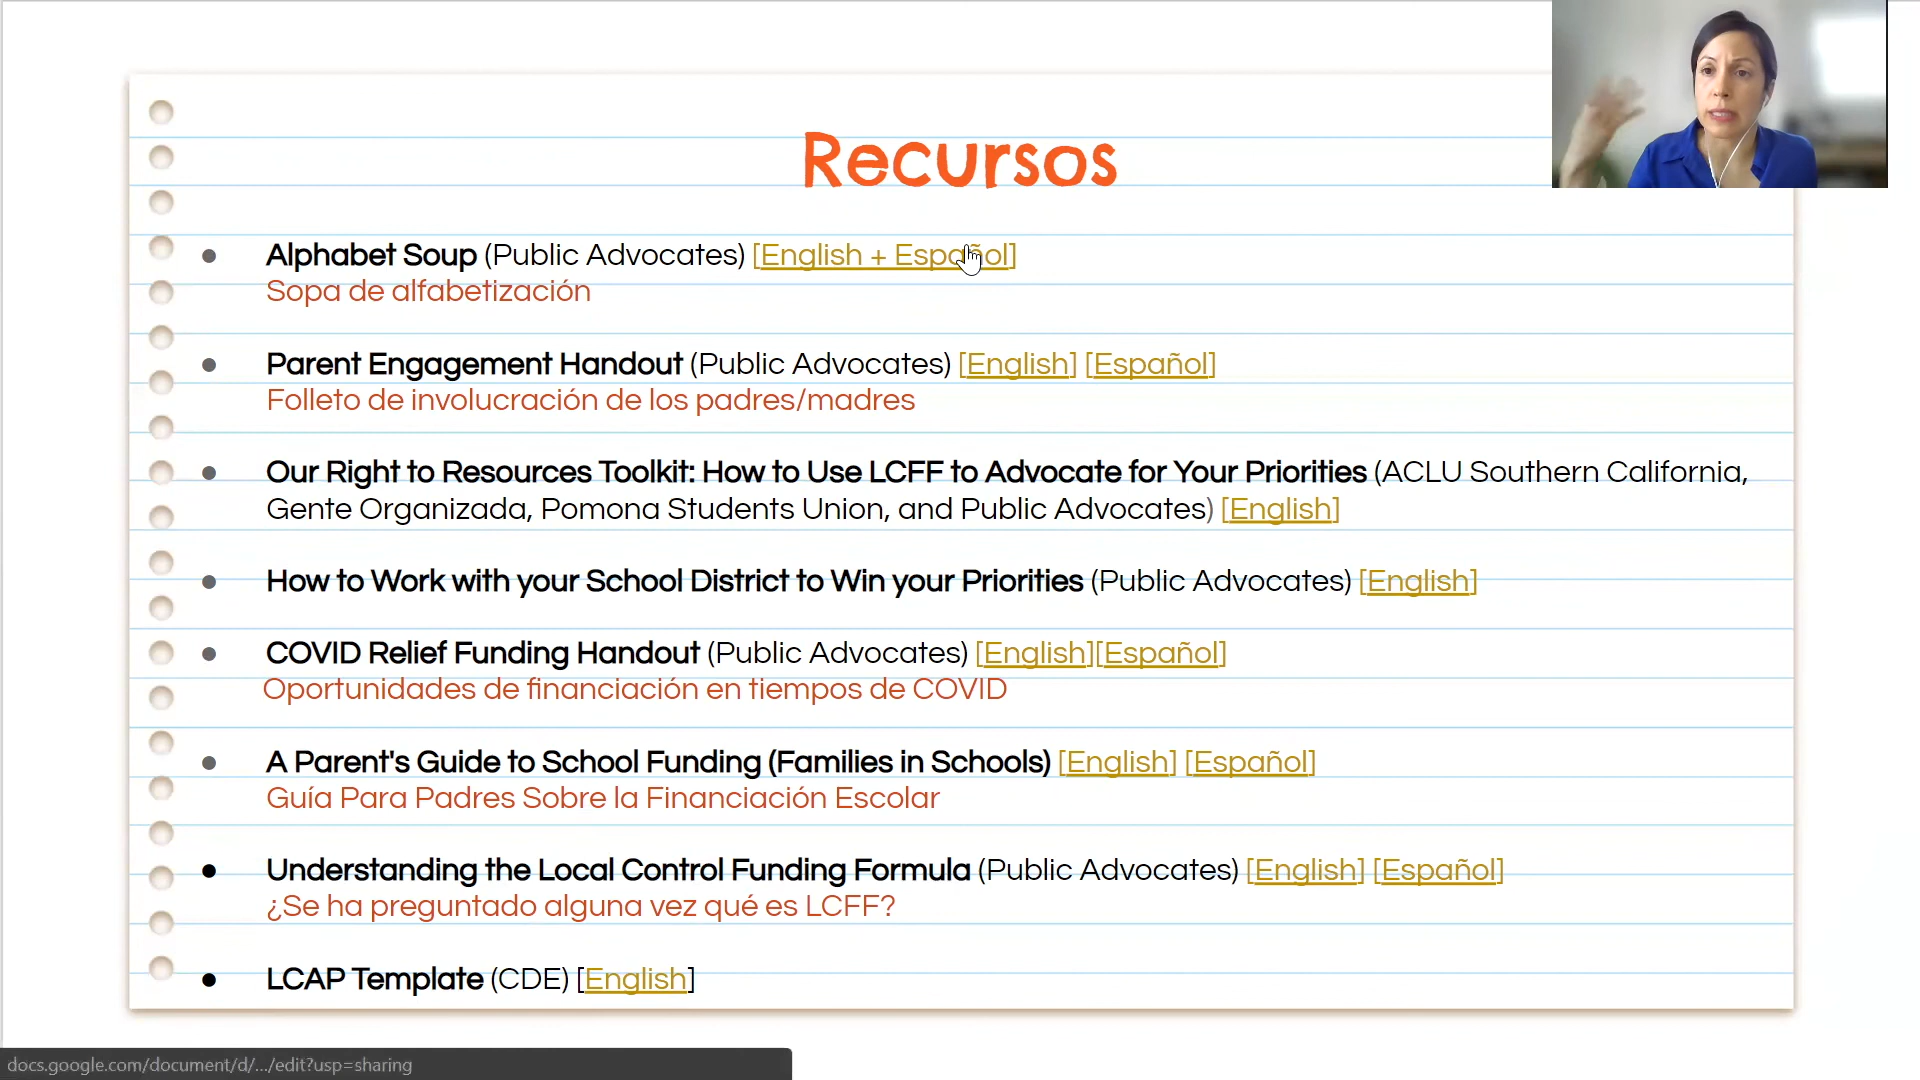 Recursos
Alphabet Soup (Public Advocates) [English + Español]
Sopa de alfabetización
Parent Engagement Handout (Public Advocates) [English] [Español]
Folleto de involucración de los padres/madres
Our Right to Resources Toolkit: How to Use LCFF to Advocate for Your Priorities (ACLU Southern California,
Gente Organizada, Pomona Students Union, and Public Advocates) [English]
How to Work with your School District to Win your Priorities (Public Advocates) [English]
COVID Relief Funding Handout (Public Advocates) [English][Español]
Oportunidades de financiación en tiempos de COVID
A Parent's Guide to School Funding (Families in Schools) [English] [Español]
Guía Para Padres Sobre la Financiación Escolar
Understanding the Local Control Funding Formula (Public Advocates) [English] [Español]
¿Se ha preguntado alguna vez qué es LCFF?
LCAP Template (CDE) [English]
docs.google.com/document/d/.../edit?usp=sharing